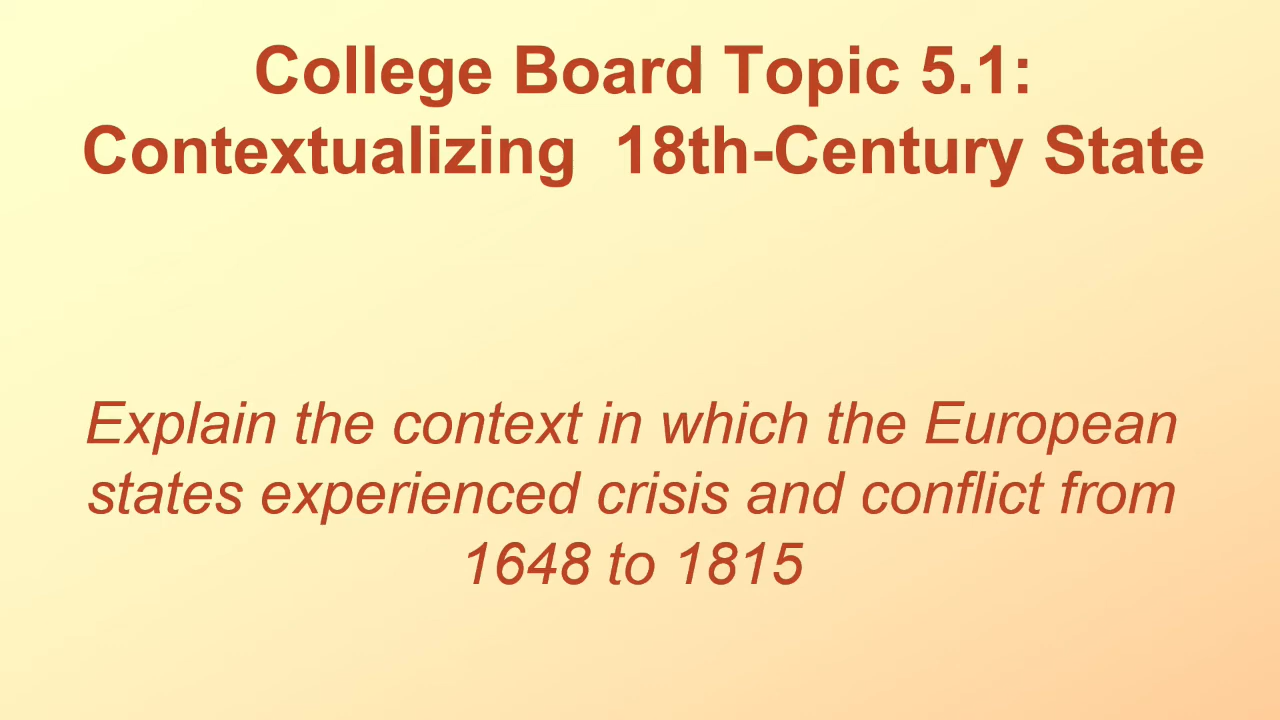 College Board Topic 5.1:
Contextualizing  18th-Century State
Explain the context in which the European
states experienced crisis and conflict from
1648 to 1815